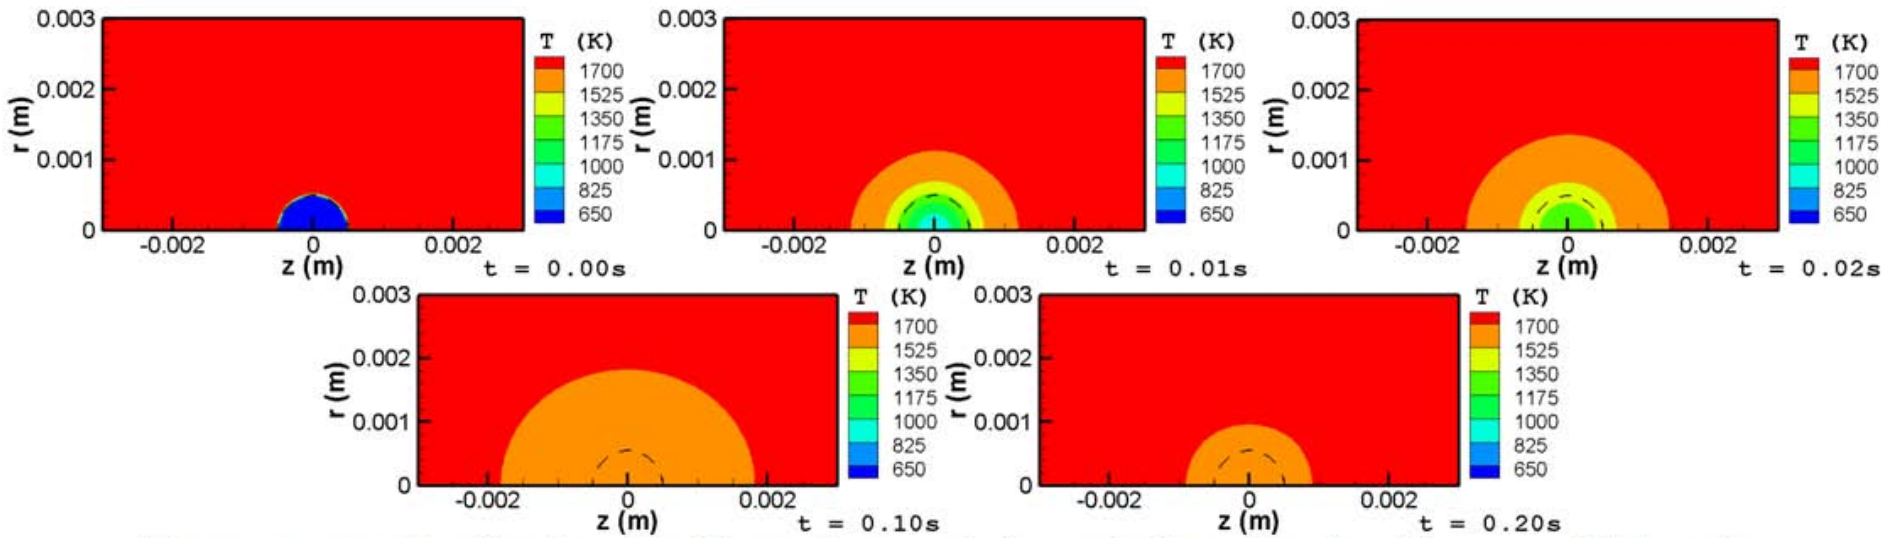 0.003
0.002
0.001
0
r (m)
-0.002 0 0.002
z (m)
T (K)
1700
1525
1350
1175
1000
825
650
t = 0.00s
0.003
0.002
0.001
0
r (m)
-0.002 0 0.002
z (m)
T (K)
1700
1525
1350
1175
1000
825
650
t = 0.01s
0.003
0.002
0.001
0
r (m)
-0.002 0 0.002
z (m)
T (K)
1700
1525
1350
1175
1000
825
650
t = 0.02s
0.003
0.002
0.001
0
r (m)
-0.002 0 0.002
z (m)
T (K)
1700
1525
1350
1175
1000
825
650
t = 0.10s
0.003
0.002
0.001
0
r (m)
-0.002 0 0.002
z (m)
T (K)
1700
1525
1350
1175
1000
825
650
t = 0.20s